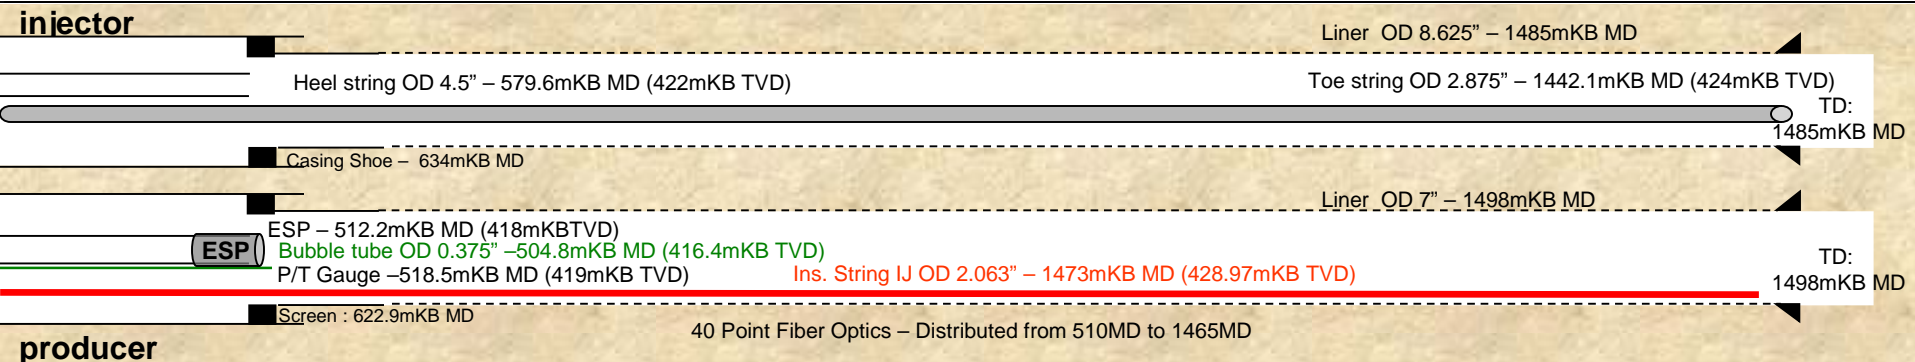 injector
Liner  OD 8.625” – 1485mKB MD
Heel string OD 4.5” – 579.6mKB MD (422mKB TVD)
Toe string OD 2.875” – 1442.1mKB MD (424mKB TVD)
TD:
1485mKB MD
Casing Shoe –  634mKB MD
Liner  OD 7” – 1498mKB MD
ESP – 512.2mKB MD (418mKBTVD)
ESP
Bubble tube OD 0.375” –504.8mKB MD (416.4mKB TVD)
P/T Gauge –518.5mKB MD (419mKB TVD)
Ins. String IJ OD 2.063” – 1473mKB MD (428.97mKB TVD)
TD:
1498mKB MD
Screen : 622.9mKB MD
40 Point Fiber Optics – Distributed from 510MD to 1465MD
producer